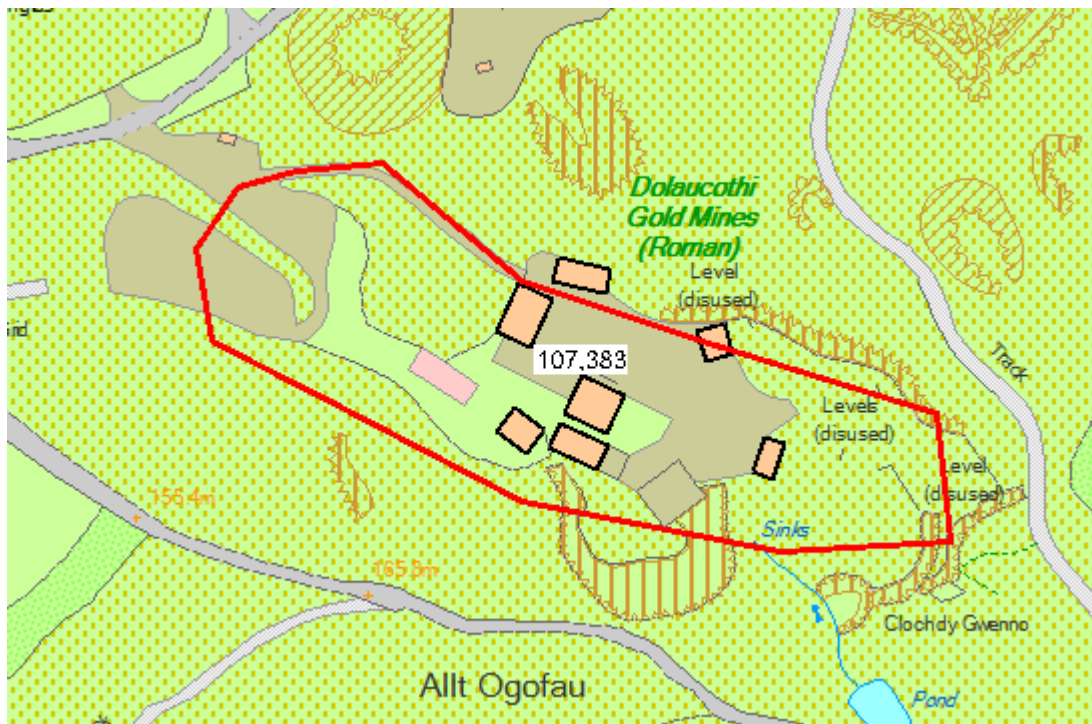 Dolaucothi
Gold Mines
(Roman)
Level
(disused)
107,383
Track
Levels
(disused)
Level
(disused)
156.4m
Sinks
165.8m
Clochdy Gwenno
Allt Ogofau
Pond